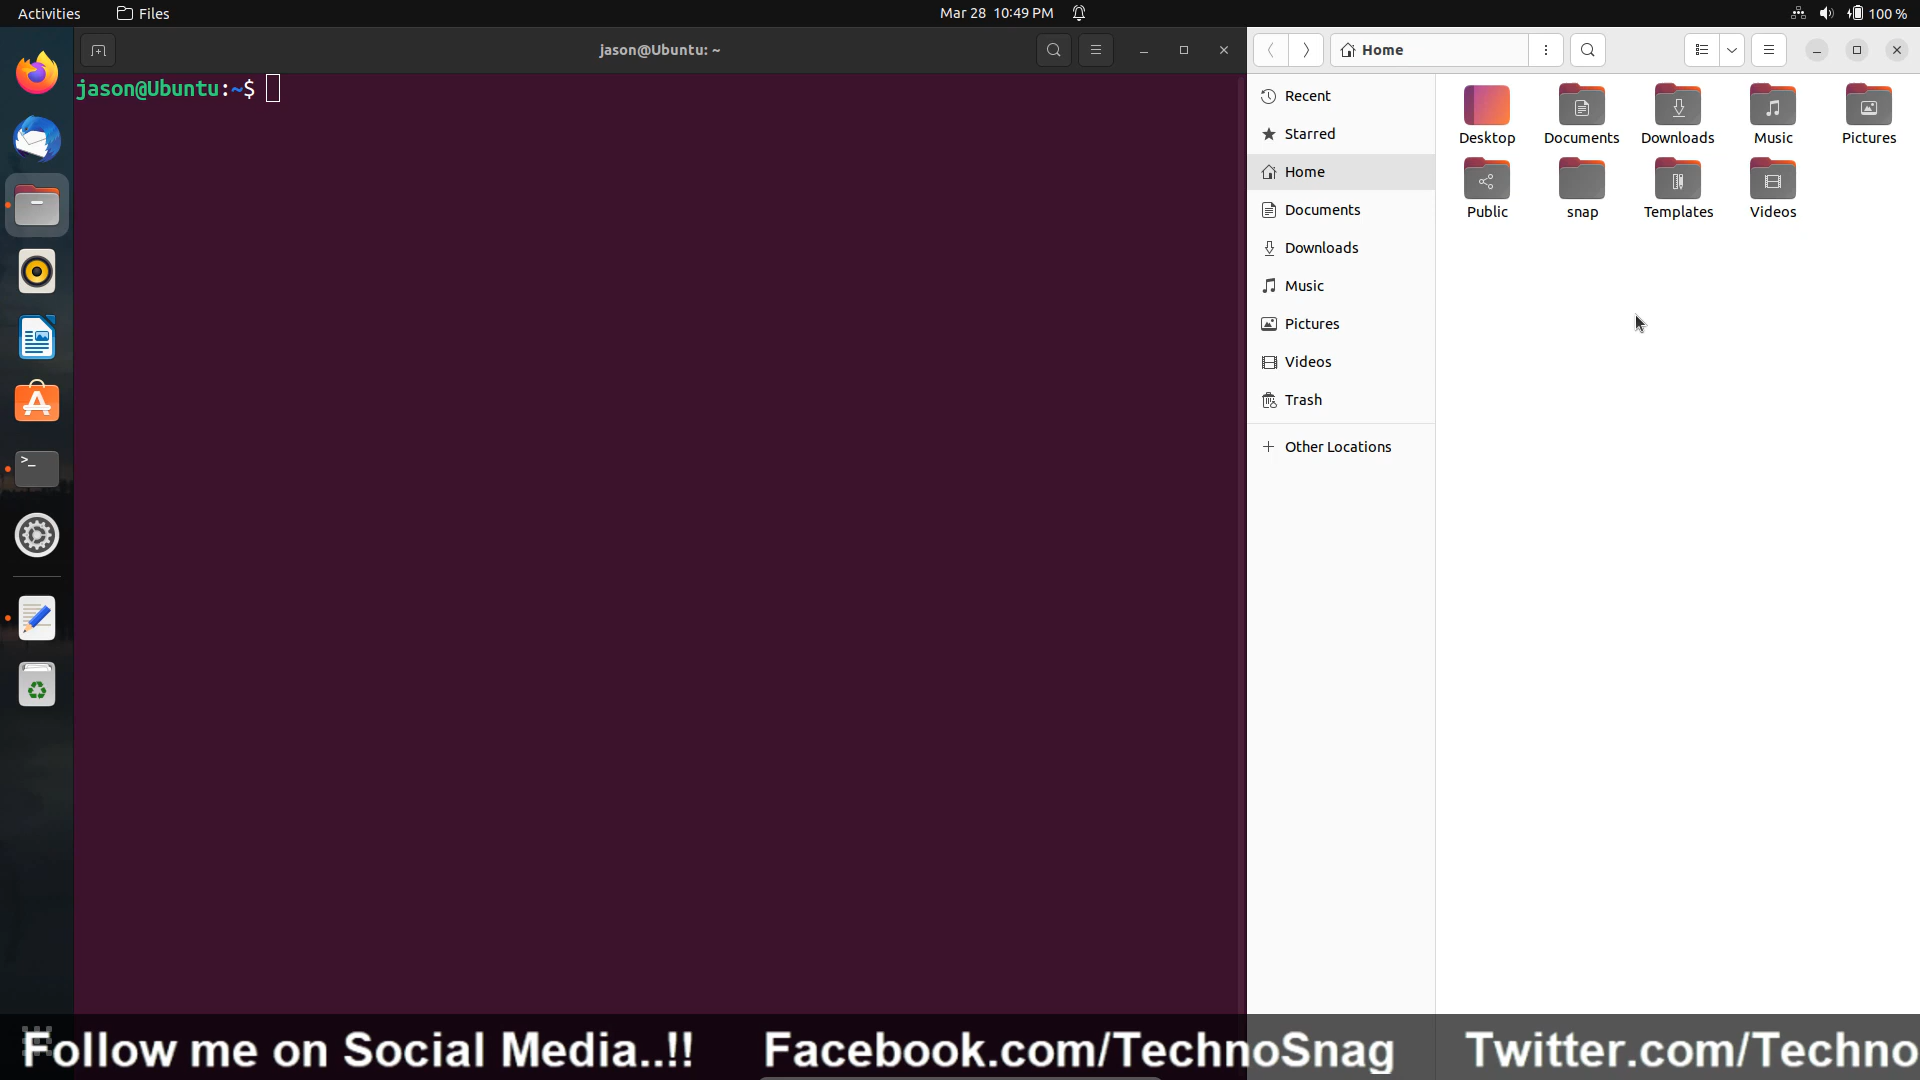 Activities
Files
Mar 28 10:49 PM
100 %
jason@Ubuntu: ~
Home
jason@Ubuntu:~$
Recent
Starred
Home
Documents
Downloads
Music
Pictures
Videos
Trash
Other Locations
Desktop
Documents
Downloads
Music
Pictures
Public
snap
Templates
Videos
>_
Follow me on Social Media..!! Facebook.com/TechnoSnag Twitter.com/Techno